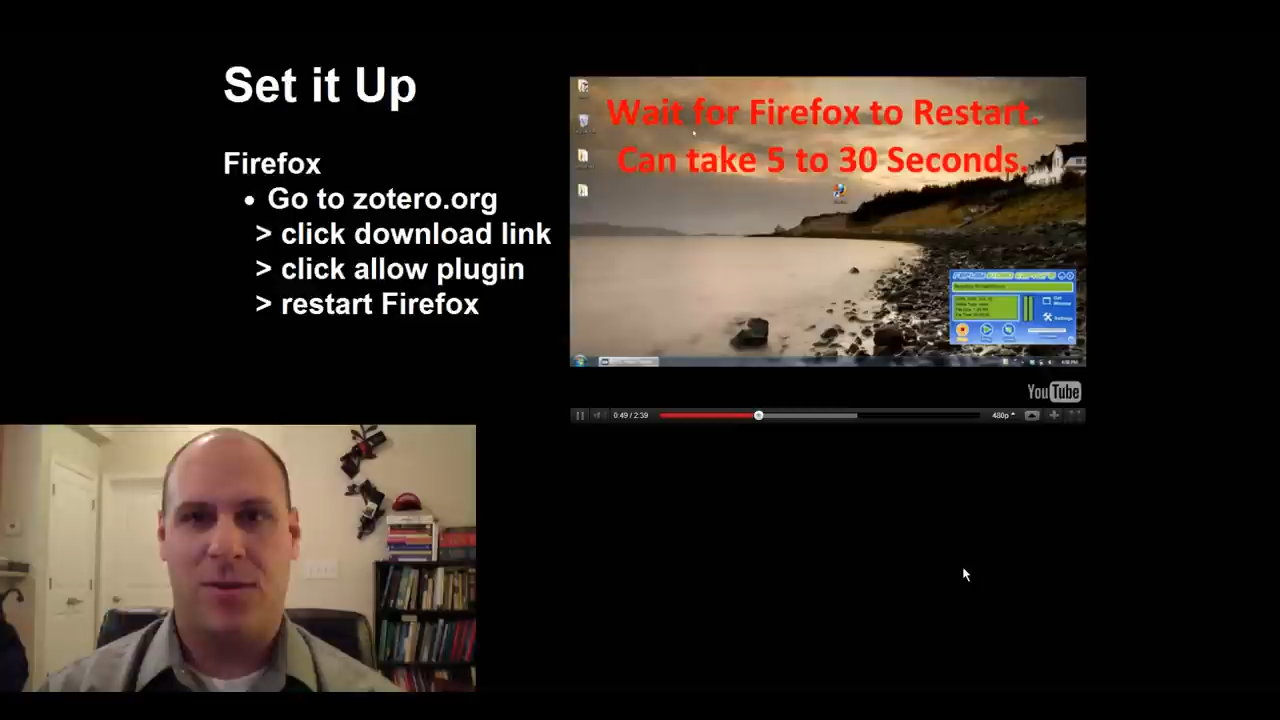 Set it Up
Firefox
• Go to zotero.org
> click download link
> click allow plugin
> restart Firefox
Wait for Firefox to Restart.
Can take 5 to 30 Seconds.
Settings
YouTube
0:49 / 2:39
480p